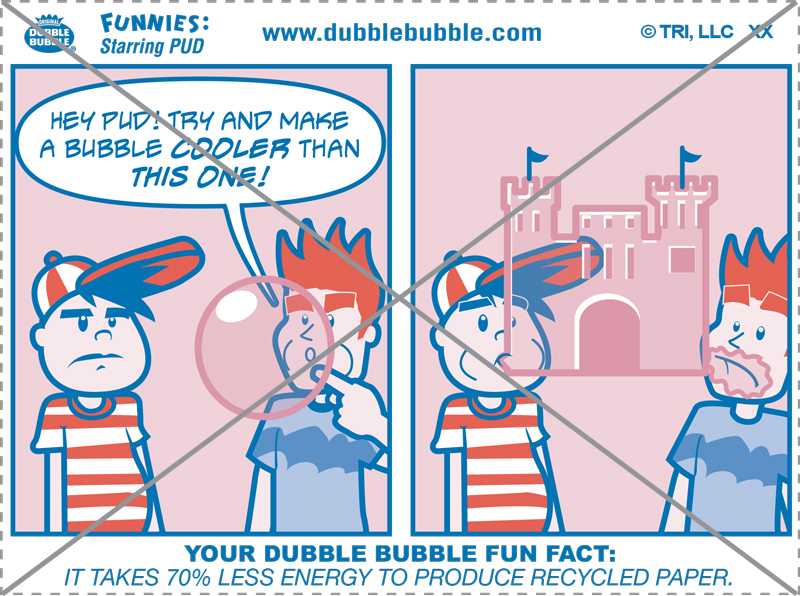 ORIGINAL
DUBBLE
BUBBLE®
FUNNIES:
Starring PUD
www.dubblebubble.com
© TRI, LLC XX
HEY PUD! TRY AND MAKE
A BUBBLE COOLER THAN
THIS ONE!
YOUR DUBBLE BUBBLE FUN FACT:
IT TAKES 70% LESS ENERGY TO PRODUCE RECYCLED PAPER.